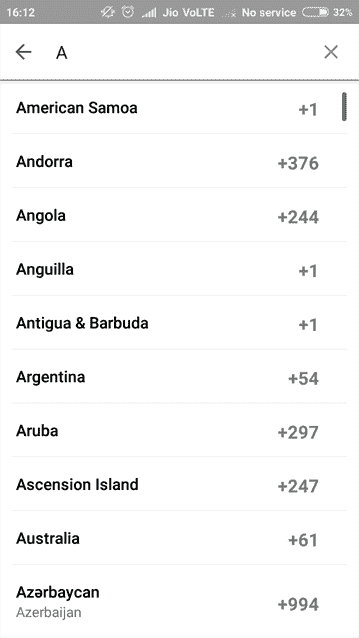 16:12 Jio VoLTE No service 32%
A
American Samoa +1
Andorra +376
Angola +244
Anguilla +1
Antigua & Barbuda +1
Argentina +54
Aruba +297
Ascension Island +247
Australia +61
Azərbaycan +994
Azerbaijan